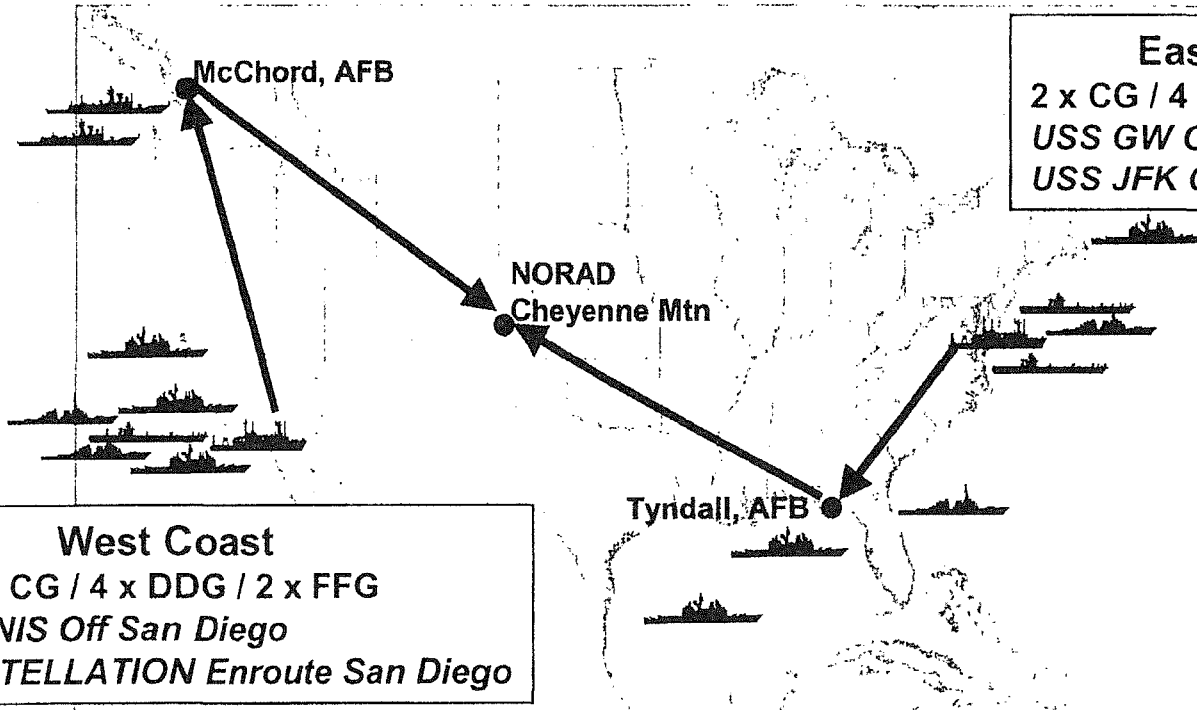 McChord, AFB
Eas
2 x CG / 4
USS GW
USS JFK
NORAD
Cheyenne Mtn
Tyndall, AFB
West Coast
CG / 4 x DDG / 2 x FFG
NIS Off San Diego
TELLATION Enroute San Diego